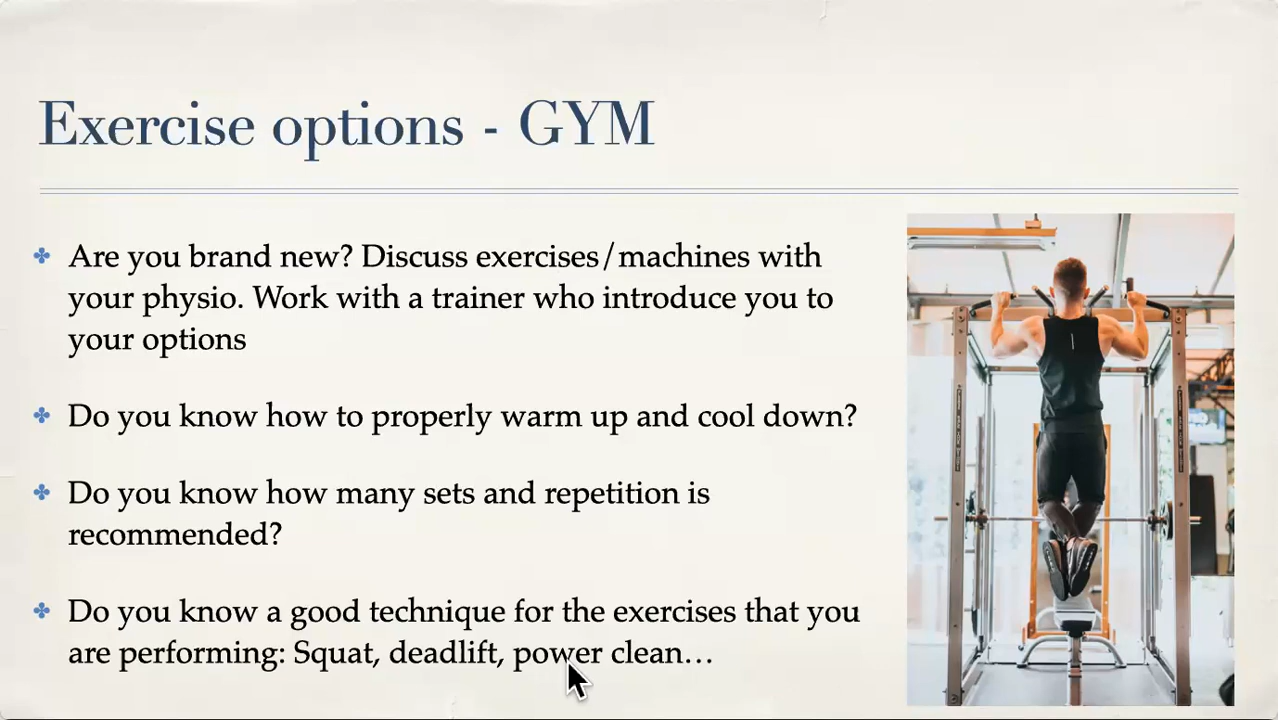 Exercise options - GYM
Are you brand new? Discuss exercises/machines with
your physio. Work with a trainer who introduce you to
your options
Do you know how to properly warm up and cool down?
Do you know how many sets and repetition is
recommended?
Do you know a good technique for the exercises that you
are performing: Squat, deadlift, power clean…